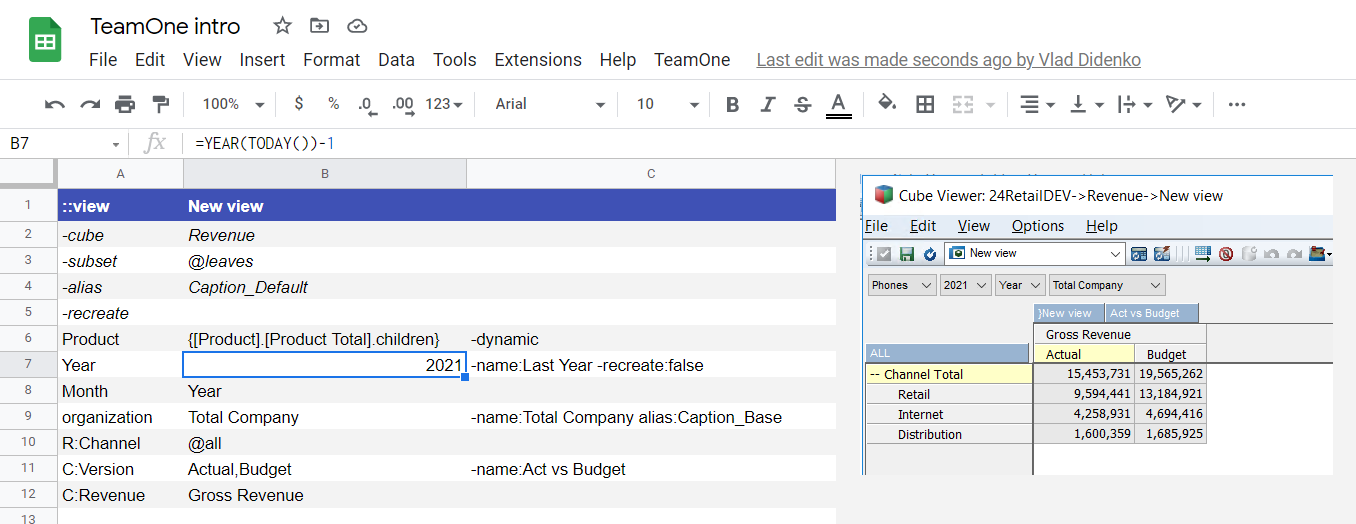 TeamOne intro
File Edit View Insert Format Data Tools Extensions Help TeamOne Last edit was made seconds ago by Vlad Didenko
100% $ % .0 .00 123 Arial 10 B I S A
B7 fx =YEAR(TODAY())-1
A B C
1 ::view New view
2 -cube Revenue
3 -subset @leaves
4 -alias Caption_Default
5 -recreate
6 Product {[Product].[Product Total].children} -dynamic
7 Year 2021 -name:Last Year -recreate:false
8 Month Year
9 organization Total Company -name:Total Company alias:Caption_Base
10 R:Channel @all
11 C:Version Actual,Budget -name:Act vs Budget
12 C:Revenue Gross Revenue
13
Cube Viewer: 24RetailDEV->Revenue->New view
File Edit View Options Help
New view
Phones 2021 Year Total Company
}New view Act vs Budget
Gross Revenue
ALL Actual Budget
-- Channel Total 15,453,731 19,565,262
Retail 9,594,441 13,184,921
Internet 4,258,931 4,694,416
Distribution 1,600,359 1,685,925